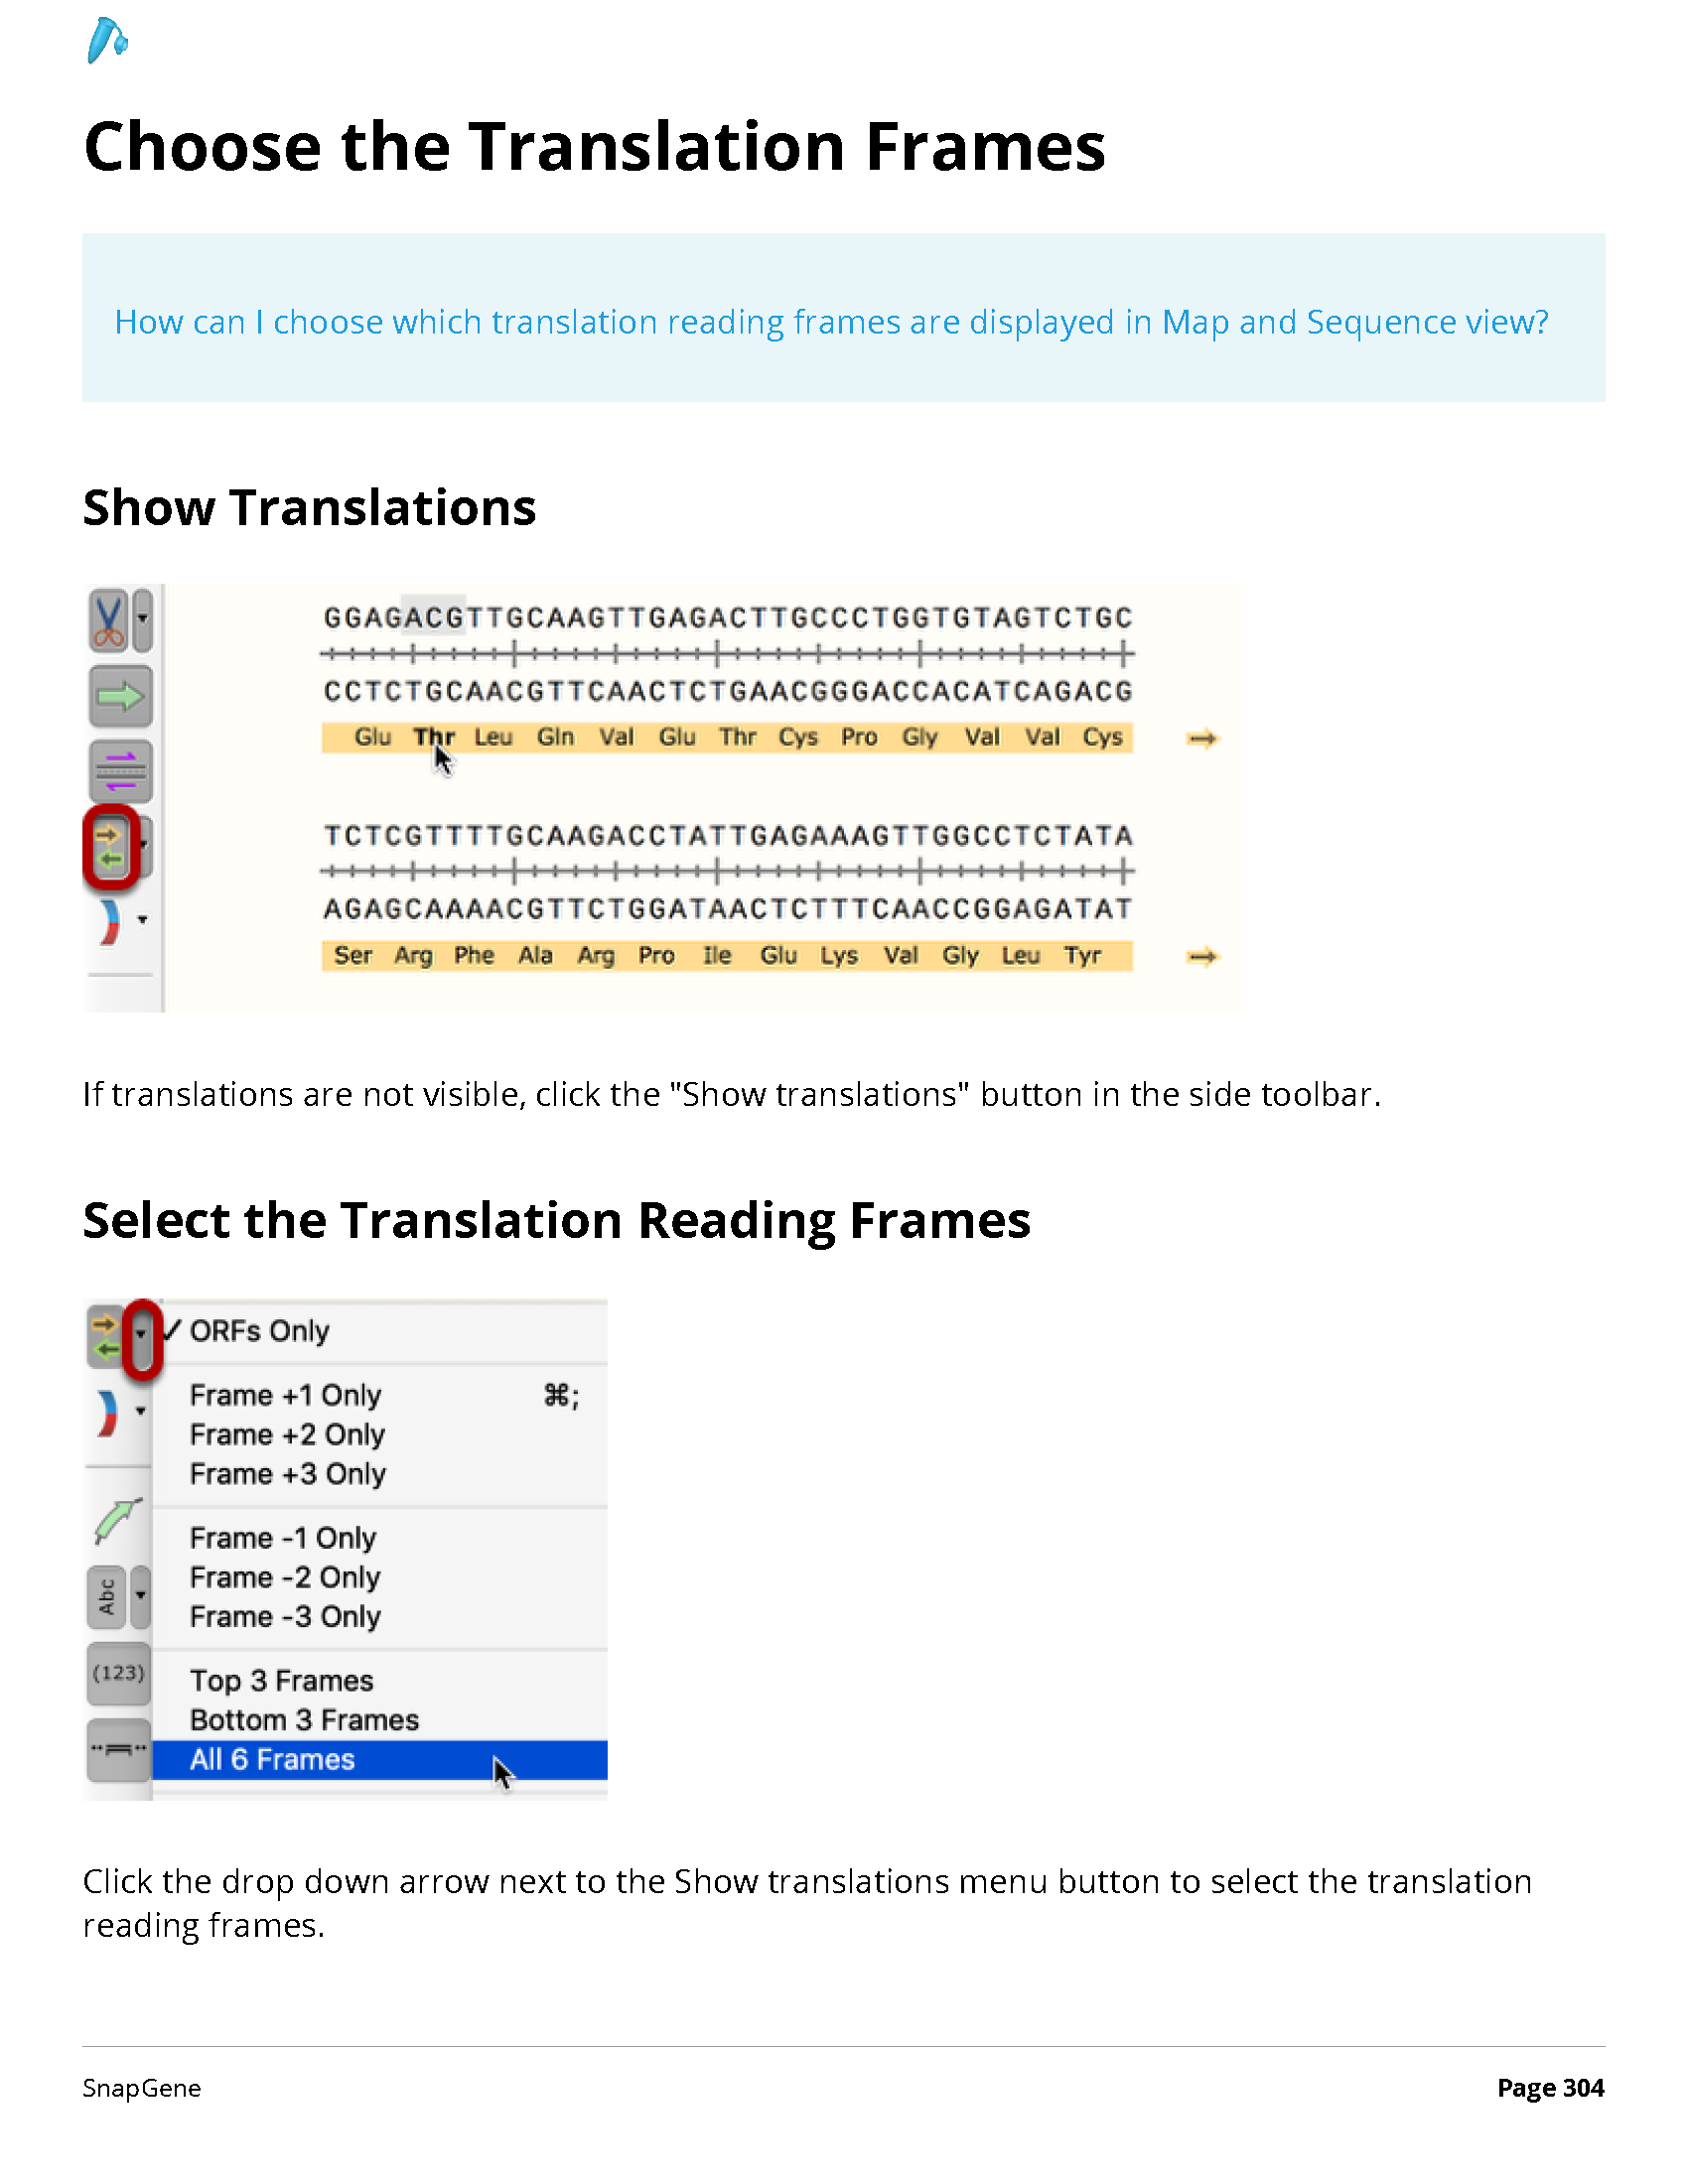 Choose the Translation Frames
How can I choose which translation reading frames are displayed in Map and Sequence view?
Show Translations
GGAGACGTTGCAAGTTGAGACTTGCCCTGGTGTAGTCTGC
CCTCTGCAACGTTCAACTCTGAACGGGACCACATCAGACG
Glu Thr Leu Gln Val Glu Thr Cys Pro Gly Val Val Cys
TCTCGTTTTGCAAGACCTATTGAGAAAGTTGGCCTCTATA
AGAGCAAAACGTTCTGGATAACTCTTTCAACCGGAGATAT
Ser Arg Phe Ala Arg Pro Ile Glu Lys Val Gly Leu Tyr
If translations are not visible, click the "Show translations" button in the side toolbar.
Select the Translation Reading Frames
✓ ORFs Only
Frame +1 Only ⌘;
Frame +2 Only
Frame +3 Only
Frame -1 Only
Frame -2 Only
Abc
Frame -3 Only
(123)
Top 3 Frames
Bottom 3 Frames
All 6 Frames
Click the drop down arrow next to the Show translations menu button to select the translation
reading frames.
SnapGene Page 304